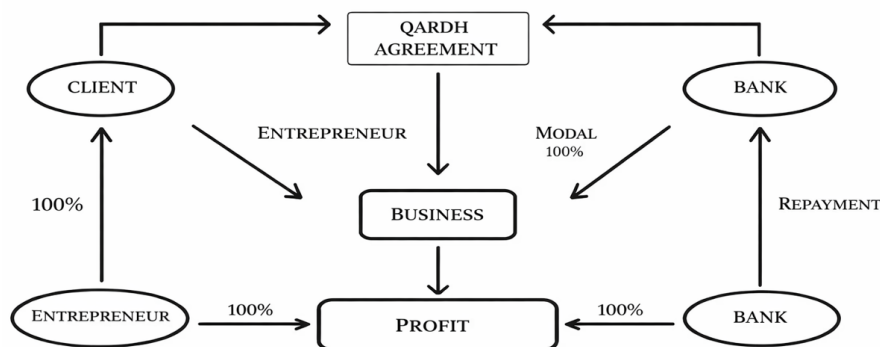 QARDH
AGREEMENT
CLIENT
BANK
ENTREPRENEUR
MODAL
100%
100%
BUSINESS
REPAYMENT
ENTREPRENEUR
100%
PROFIT
100%
BANK